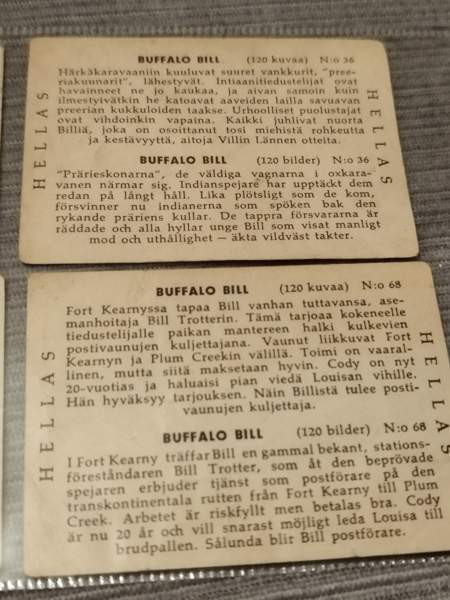 BUFFALO BILL (120 kuvaa) N:o 36
Härkäkaravaaniin kuuluvat suuret vankkurit, "pree-
riakuunarit", lähestyvät. Intiaanitiedustelijat ovat
havainneet ne jo kaukaa, ja aivan samoin kuin
ilmestyivätkin he katoavat aaveiden lailla savuavan
preerian kukkuloiden taakse. Urhoolliset puolustajat
ovat vihdoinkin vapaina. Kaikki juhlivat nuorta
Billiä, joka on osoittanut tosi miehistä rohkeutta
ja kestävyyttä, aitoja Villin Lännen otteita.
BUFFALO BILL (120 bilder) N:o 36
"Prärieskonarna", de väldiga vagnarna i oxkara-
vanen närmar sig. Indianspejare har upptäckt dem
redan på långt håll. Lika plötsligt som de kom,
försvinner nu indianerna som spöken bak den
rykande präriens kullar. De tappra försvararna är
räddade och alla hyllar unge Bill som visat manligt
mod och uthållighet — äkta vildväst takter.
HELLAS
HELLAS
BUFFALO BILL (120 kuvaa) N:o 68
Fort Kearnyssa tapaa Bill vanhan tuttavansa, ase-
manhoitaja Bill Trotterin. Tämä tarjoaa kokeneelle
tiedustelijalle paikan mantereen halki kulkevien
postivaunujen kuljettajana. Vaunut liikkuvat Fort
Kearnyn ja Plum Creekin välillä. Toimi on vaaral-
linen, mutta siitä maksetaan hyvin. Cody on nyt
20-vuotias ja haluaisi pian viedä Louisan vihille.
Hän hyväksyy tarjouksen. Näin Billistä tulee posti-
vaunujen kuljettaja.
BUFFALO BILL (120 bilder) N:o 68
I Fort Kearny träffar Bill en gammal bekant, stations-
föreståndaren Bill Trotter, som åt den beprövade
spejaren erbjuder tjänst som postförare på den
transkontinentala rutten från Fort Kearny till Plum
Creek. Arbetet är riskfyllt men betalas bra. Cody
är nu 20 år och vill snarast möjligt leda Louisa till
brudpallen. Sålunda blir Bill postförare.
HELLAS
HELLAS